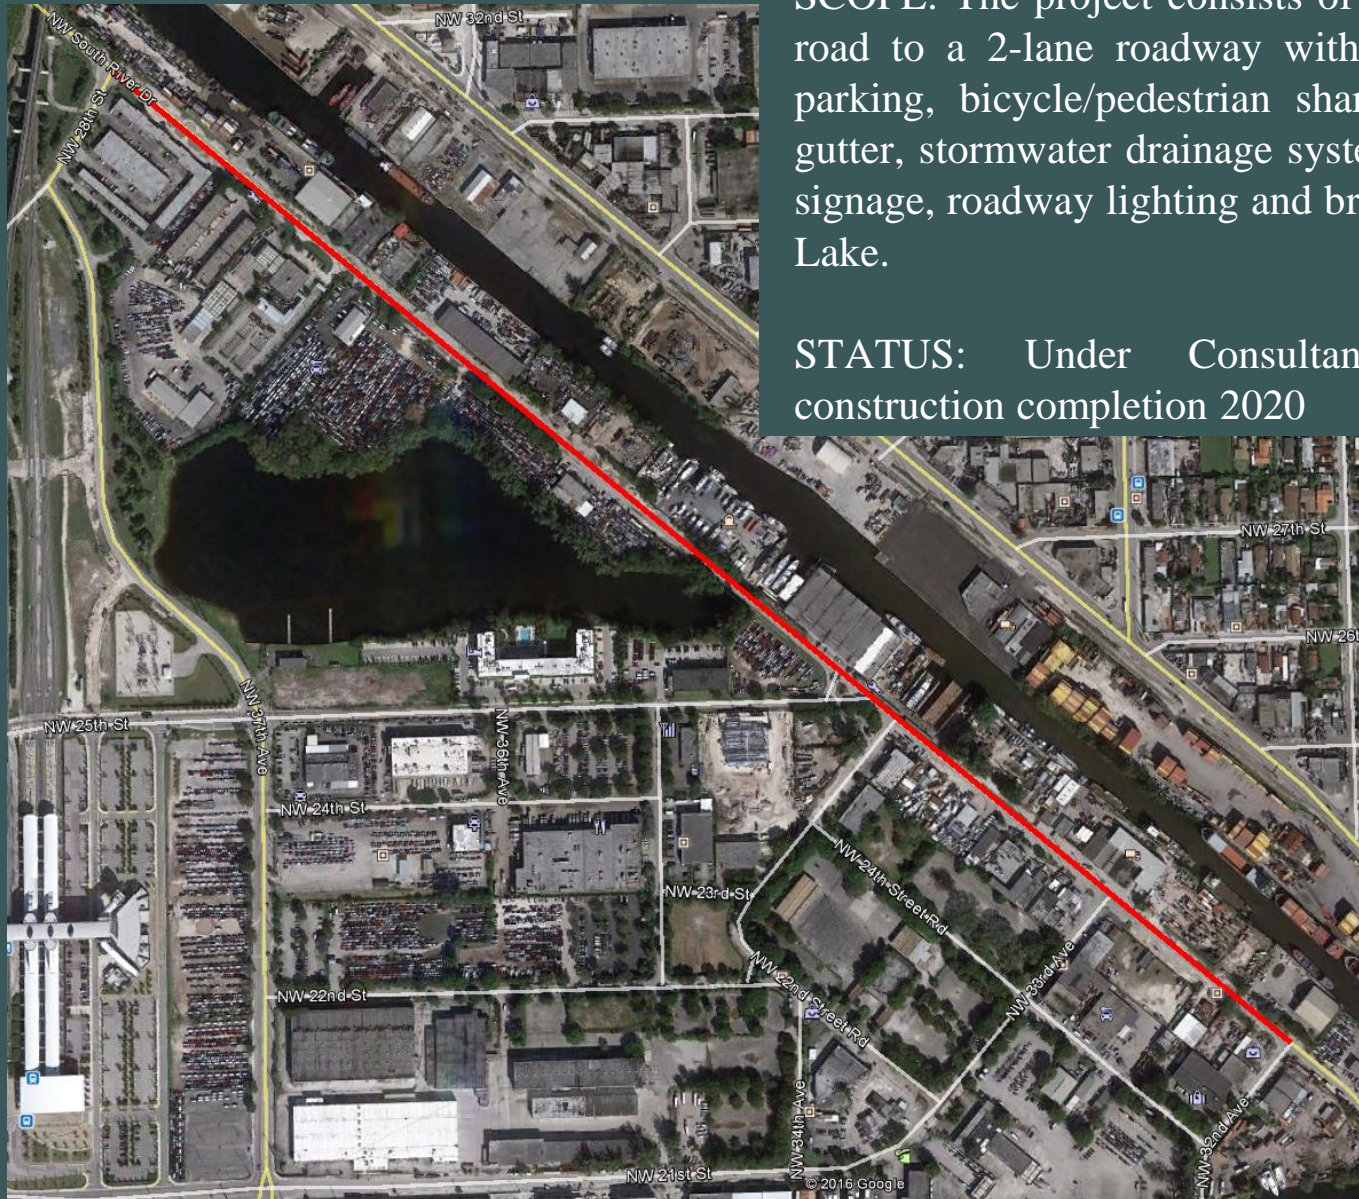 SCOPE: The project consists of
road to a 2-lane roadway with
parking, bicycle/pedestrian shar
gutter, stormwater drainage syste
signage, roadway lighting and br
Lake.
STATUS: Under Consultan
construction completion 2020
NW 32nd St
NW South River Dr
NW 28th St
NW 27th St
NW 26t
NW 25th St
NW 37th Ave
NW 36th Ave
NW 24th St
NW 24th Street Rd
NW 23rd St
NW 22nd St
NW 22nd Street Rd
NW 33rd Ave
NW 34th Ave
NW 32nd Ave
NW 21st St
© 2016 Google